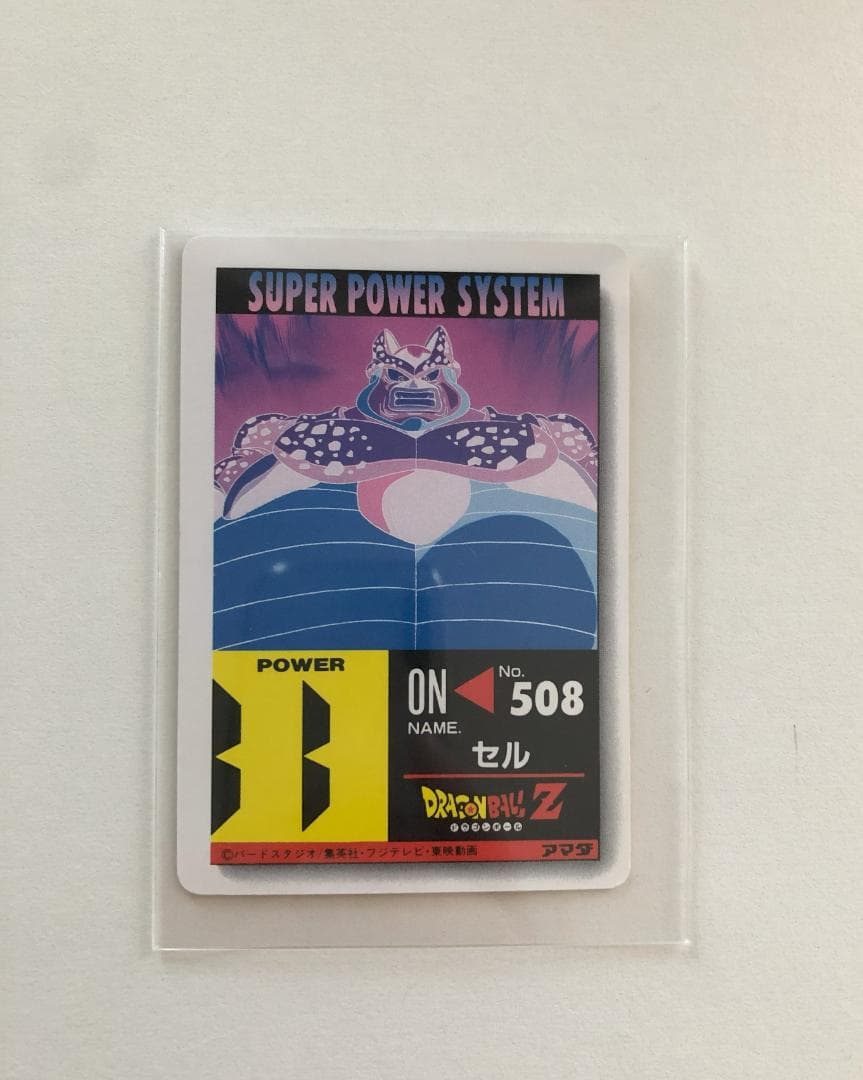 SUPER POWER SYSTEM
POWER
ON
No.
508
NAME.
セル
DRAGON BALL Z
ドラゴンボール
©バードスタジオ/集英社・フジテレビ・東映動画
アマダ